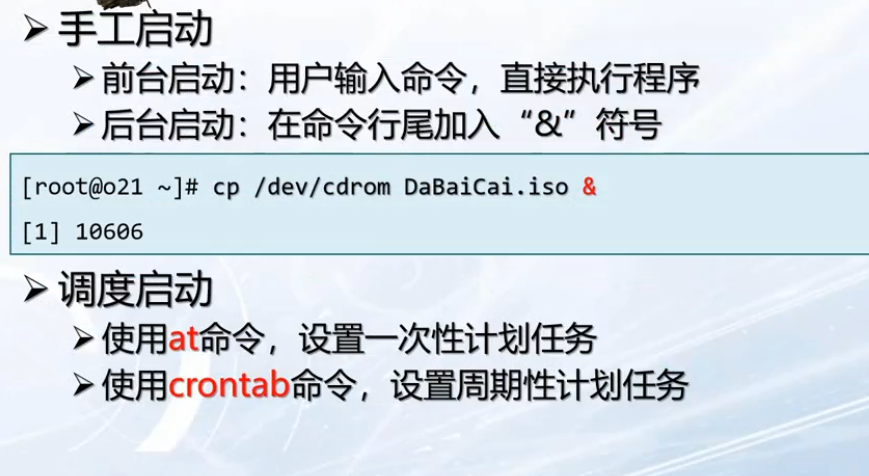 手工启动
前台启动：用户输入命令，直接执行程序
后台启动：在命令行尾加入“&”符号
[root@o21 ~]# cp /dev/cdrom DaBaiCai.iso &
[1] 10606
调度启动
使用at命令，设置一次性计划任务
使用crontab命令，设置周期性计划任务